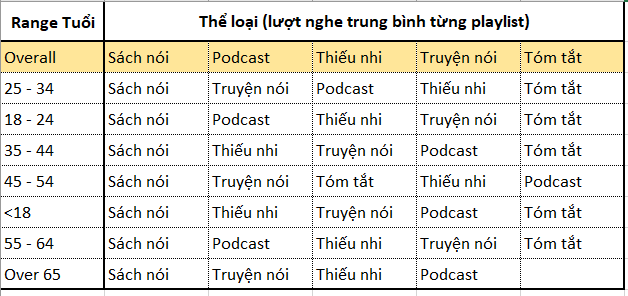 Range Tuổi Thể loại (lượt nghe trung bình từng playlist)
Overall Sách nói Podcast Thiếu nhi Truyện nói Tóm tắt
25 - 34 Sách nói Truyện nói Podcast Thiếu nhi Tóm tắt
18 - 24 Sách nói Podcast Thiếu nhi Truyện nói Tóm tắt
35 - 44 Sách nói Thiếu nhi Truyện nói Podcast Tóm tắt
45 - 54 Sách nói Truyện nói Tóm tắt Thiếu nhi Podcast
<18 Sách nói Thiếu nhi Truyện nói Podcast Tóm tắt
55 - 64 Sách nói Podcast Thiếu nhi Truyện nói Tóm tắt
Over 65 Sách nói Truyện nói Thiếu nhi Podcast